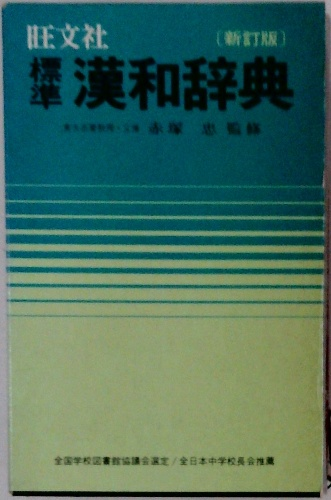 旺文社
〔新訂版〕
標準 漢和辞典
赤塚 忠 監修
全国学校図書館協議会選定／全日本中学校長会推薦